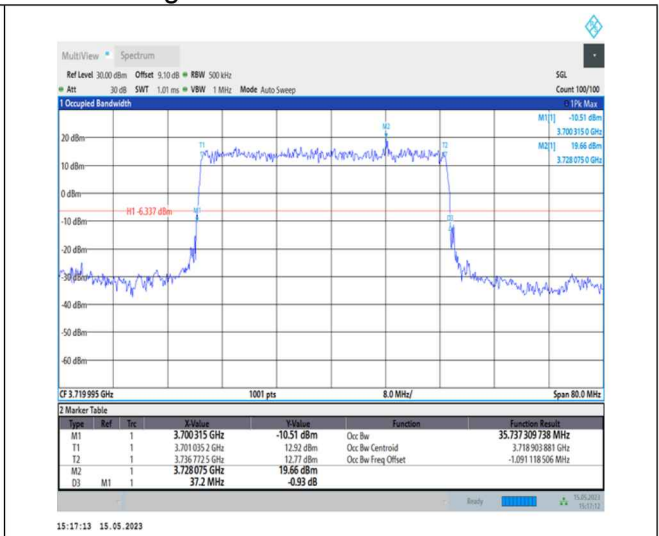 MultiView Spectrum
Ref Level 30.00 dBm Offset 9.10 dB RBW 500 kHz SGL
Att 30 dB SWT 1.01 ms VBW 1 MHz Mode Auto Sweep Count 100/100
1 Occupied Bandwidth 1Pk Max
M1[1] -10.51 dBm
3.700 315 0 GHz
M2[1] 19.66 dBm
3.728 075 0 GHz
M2
20 dBm
T1 T2
10 dBm
0 dBm
H1 -6.337 dBm M1
D3
-10 dBm
-20 dBm
-30 dBm
-40 dBm
-50 dBm
-60 dBm
CF 3.719 995 GHz 1001 pts 8.0 MHz/ Span 80.0 MHz
2 Marker Table
Type Ref Trc X-Value Y-Value Function Function Result
M1 1 3.700 315 GHz -10.51 dBm Occ Bw 35.737 309 738 MHz
T1 1 3.701 035 2 GHz 12.92 dBm Occ Bw Centroid 3.718 903 881 GHz
T2 1 3.736 772 5 GHz 12.77 dBm Occ Bw Freq Offset -1.091 118 506 MHz
M2 1 3.728 075 GHz 19.66 dBm
D3 M1 1 37.2 MHz -0.93 dB
Ready 15.05.2023
15:17:12
15:17:13 15.05.2023